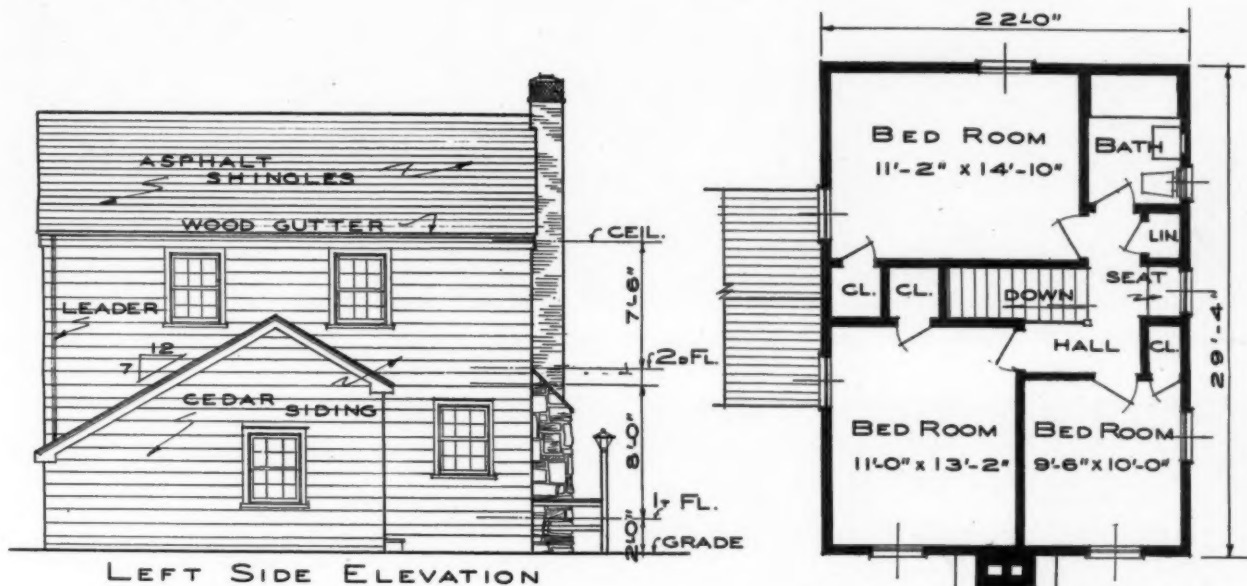 ASPHALT
SHINGLES
WOOD GUTTER
CEIL.
7'-6"
LEADER
12
7
2D FL.
CEDAR SIDING
8'-0"
1T FL.
2'-0"
GRADE
LEFT SIDE ELEVATION
22'-0"
BED ROOM
11'-2" x 14'-10"
BATH
LIN.
CL.
CL.
DOWN
SEAT
HALL
CL.
29'-4"
BED ROOM
11'-0" x 13'-2"
BED ROOM
9'-6" x 10'-0"